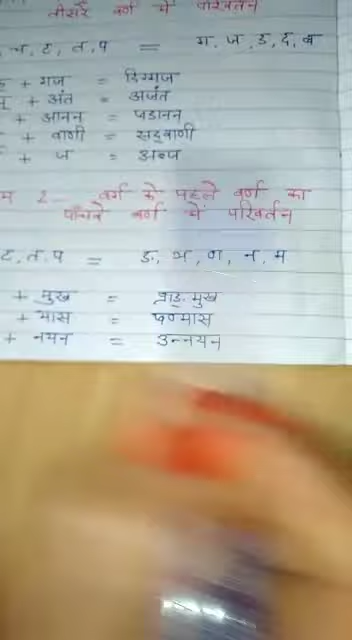 तीसरे वर्ण में परिवर्तन
च, ट, त, प = ग, ज, ड, द, ब
+ गज = दिग्गज
+ अंत = अजंत
+ आनन = षडानन
+ वाणी = सद्वाणी
+ ज = अब्ज
म 2 - वर्ग के पहले वर्ण का
पाँचवे वर्ण में परिवर्तन
ट, त, प = ङ, ञ, ण, न, म
+ मुख = प्राङ्मुख
+ मास = षण्मास
+ नयन = उन्नयन